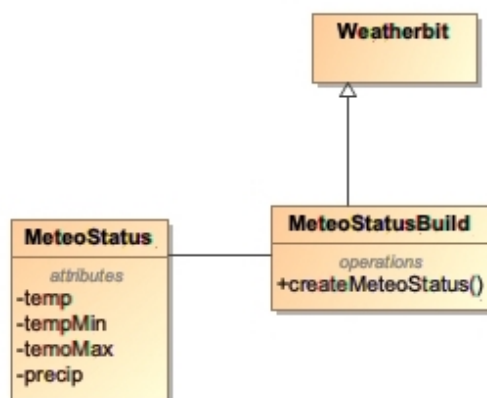 Weatherbit
MeteoStatusBuild
operations
+createMeteoStatus()
MeteoStatus
attributes
-temp
-tempMin
-temoMax
-precip